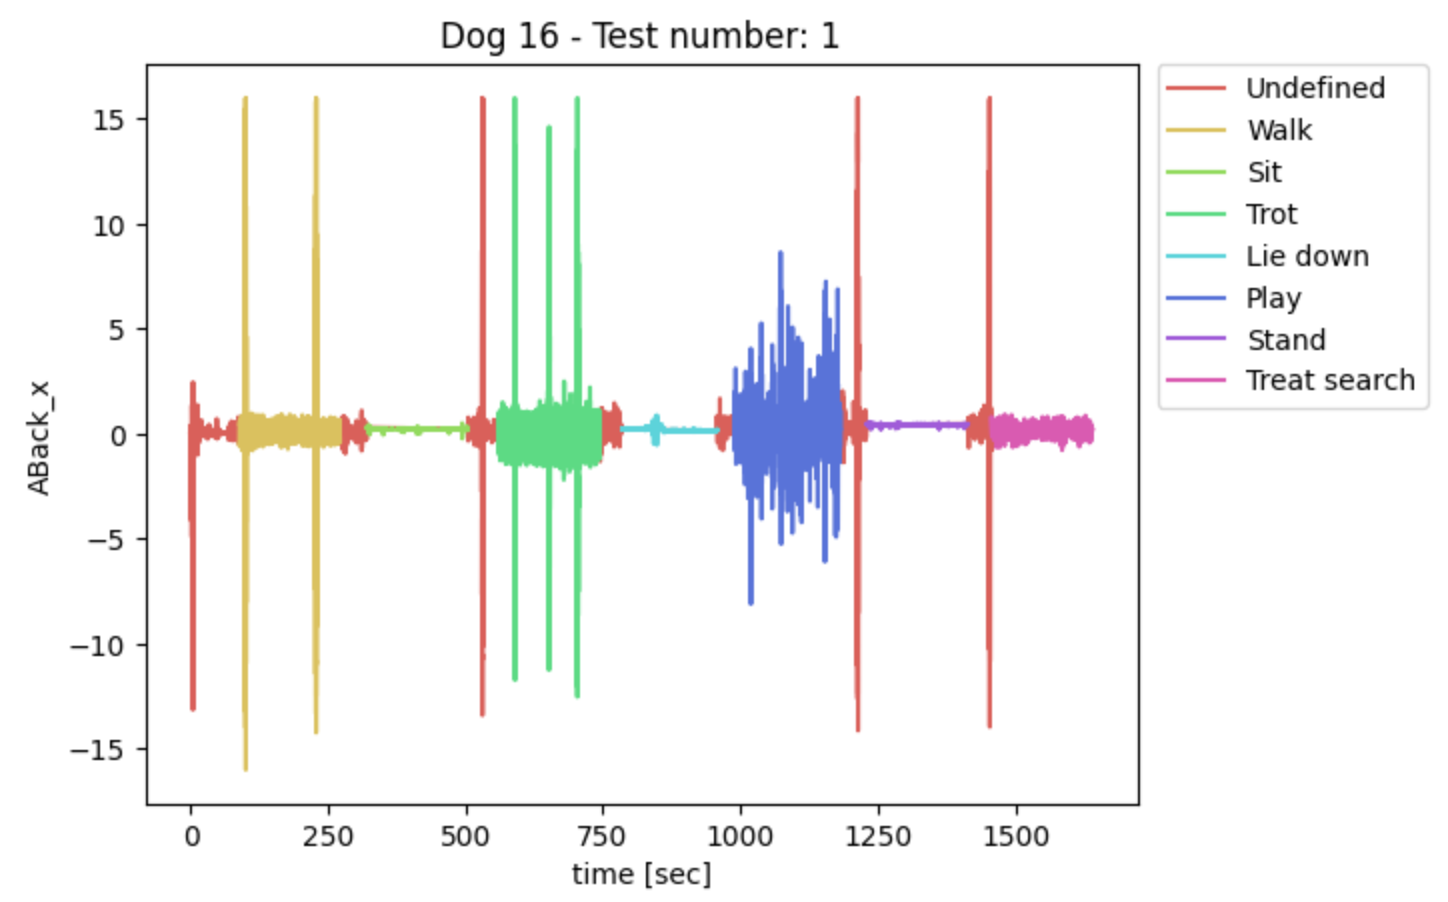 Dog 16 - Test number: 1
ABack_x
15
10
5
0
−5
−10
−15
0 250 500 750 1000 1250 1500
time [sec]
Undefined
Walk
Sit
Trot
Lie down
Play
Stand
Treat search